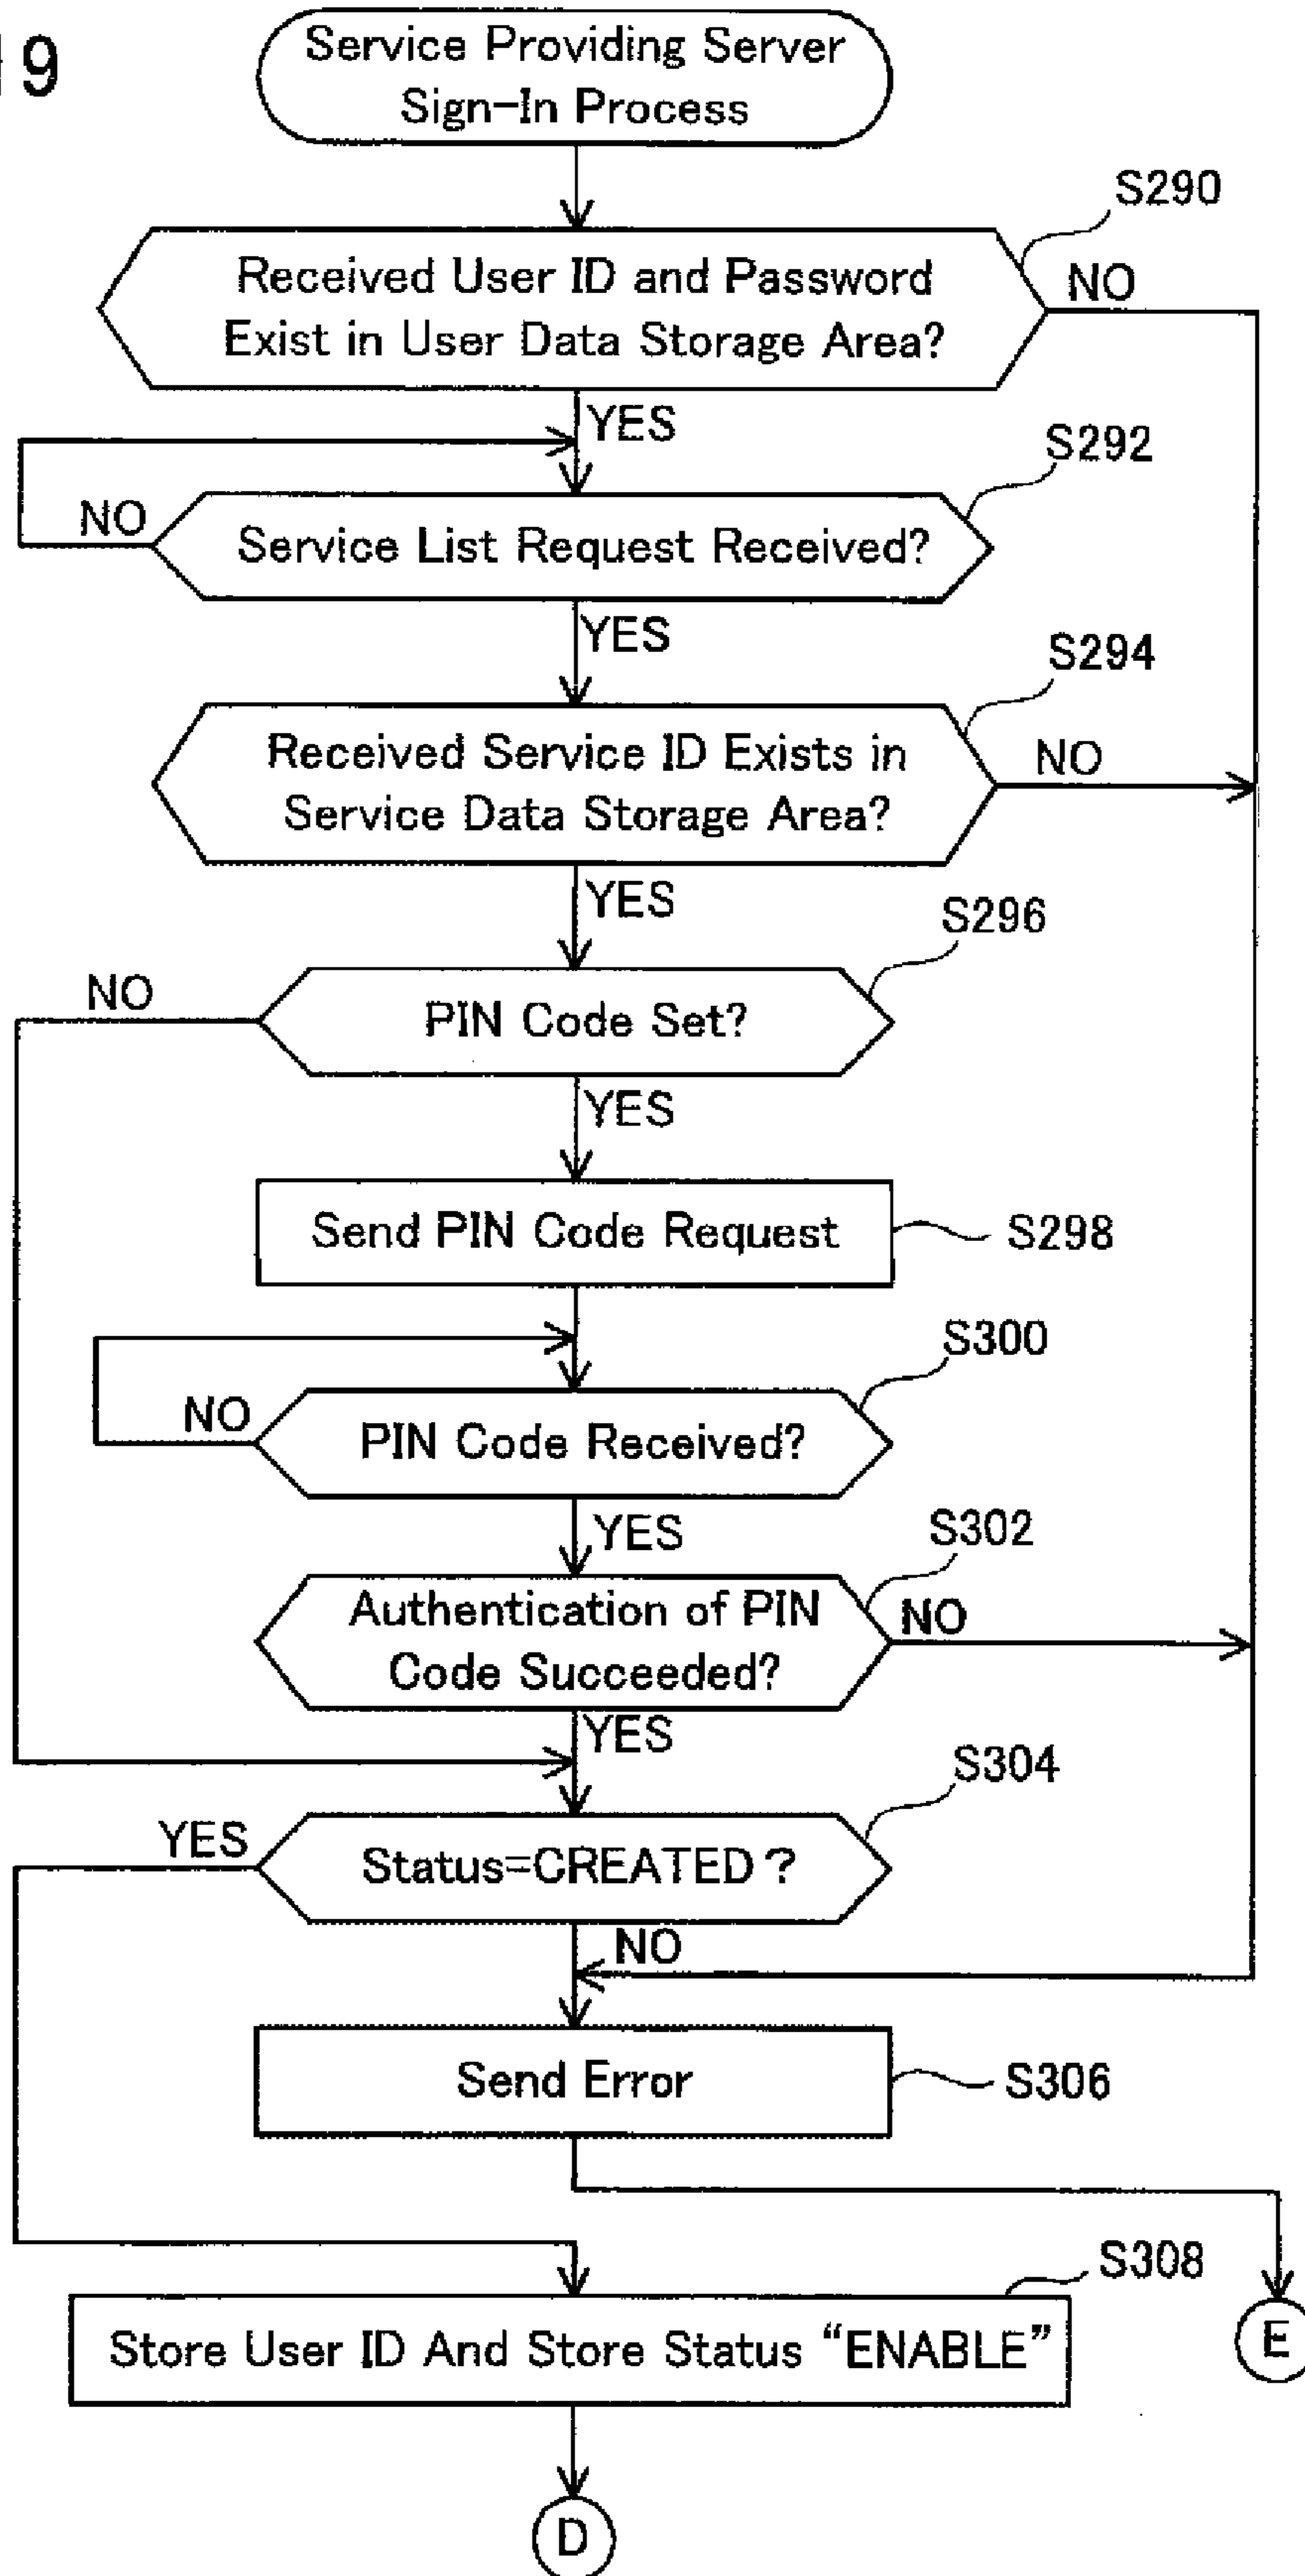 19
Service Providing Server
Sign-In Process
S290
Received User ID and Password
Exist in User Data Storage Area?
NO
YES
S292
NO
Service List Request Received?
YES
S294
Received Service ID Exists in
Service Data Storage Area?
NO
YES
S296
NO
PIN Code Set?
YES
Send PIN Code Request
S298
S300
NO
PIN Code Received?
YES
S302
Authentication of PIN
Code Succeeded?
NO
YES
S304
YES
Status=CREATED ?
NO
Send Error
S306
S308
Store User ID And Store Status “ENABLE”
E
D